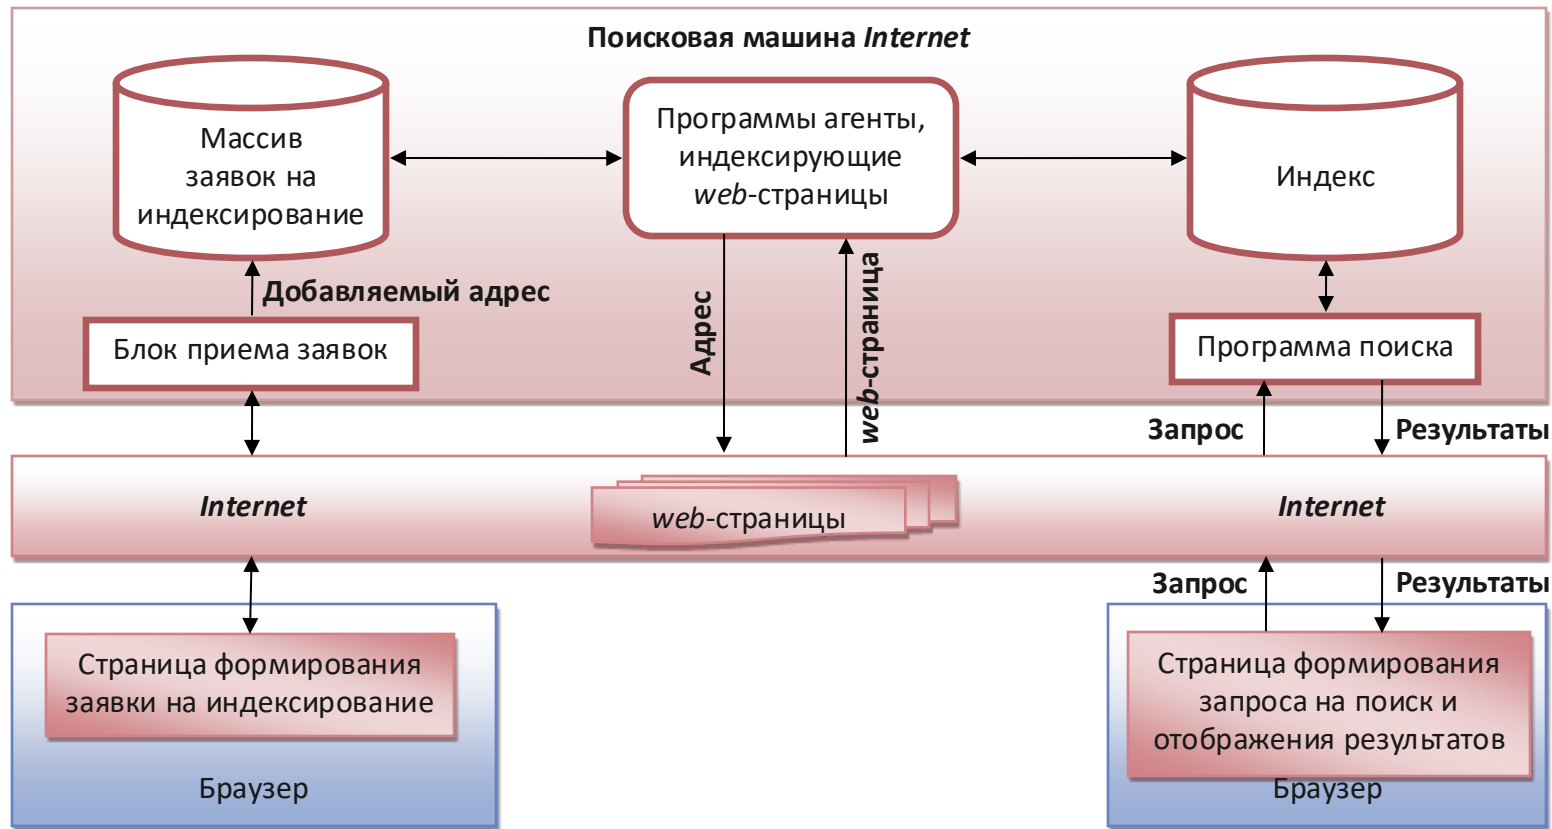 Поисковая машина Internet
Массив
заявок на
индексирование
Программы агенты,
индексирующие
web-страницы
Индекс
Добавляемый адрес
Адрес
web-страница
Блок приема заявок
Программа поиска
Запрос
Результаты
Internet
web-страницы
Internet
Запрос
Результаты
Страница формирования
заявки на индексирование
Браузер
Страница формирования
запроса на поиск и
отображения результатов
Браузер